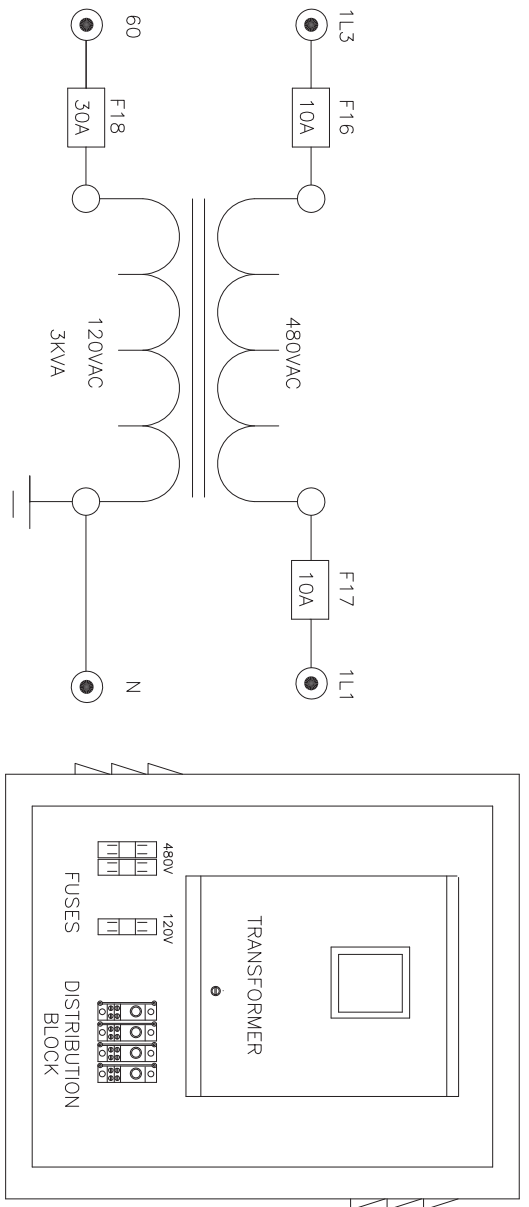 1L3
F16
10A
480VAC
F17
10A
1L1
60
F18
30A
120VAC
3KVA
N
TRANSFORMER
480V
120V
FUSES
DISTRIBUTION
BLOCK